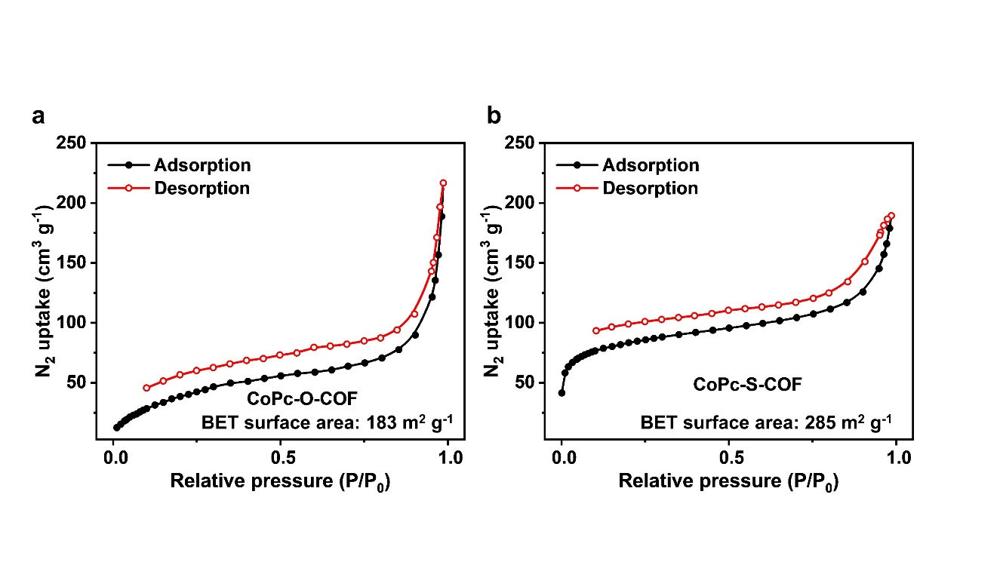 a
250
200
150
100
50
N₂ uptake (cm³ g⁻¹)
Adsorption
Desorption
CoPc-O-COF
BET surface area: 183 m² g⁻¹
0.0 0.5 1.0
Relative pressure (P/P₀)
b
250
200
150
100
50
N₂ uptake (cm³ g⁻¹)
Adsorption
Desorption
CoPc-S-COF
BET surface area: 285 m² g⁻¹
0.0 0.5 1.0
Relative pressure (P/P₀)